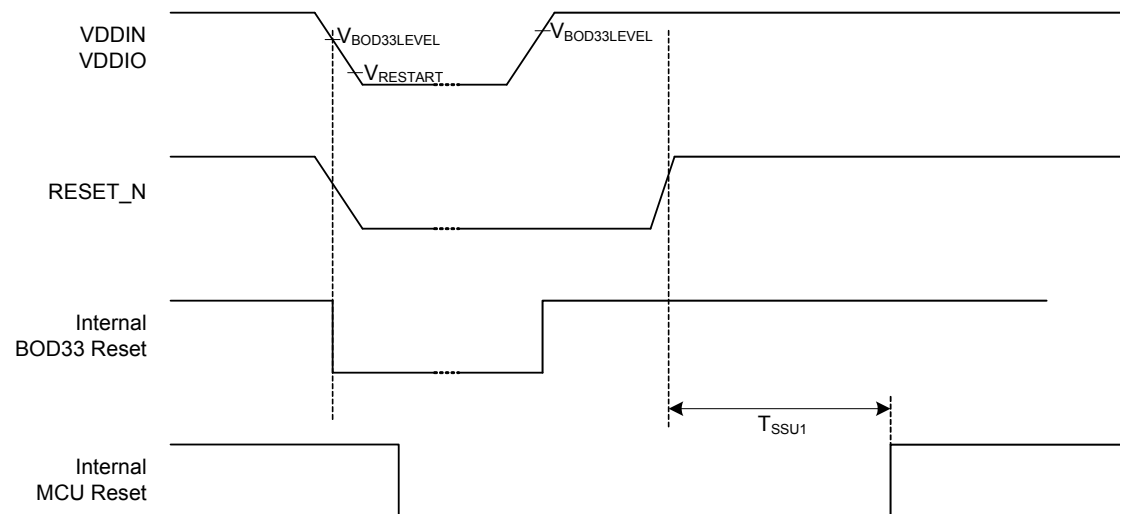 VDDIN
VDDIO
VBOD33LEVEL
VBOD33LEVEL
VRESTART
RESET_N
Internal
BOD33 Reset
TSSU1
Internal
MCU Reset